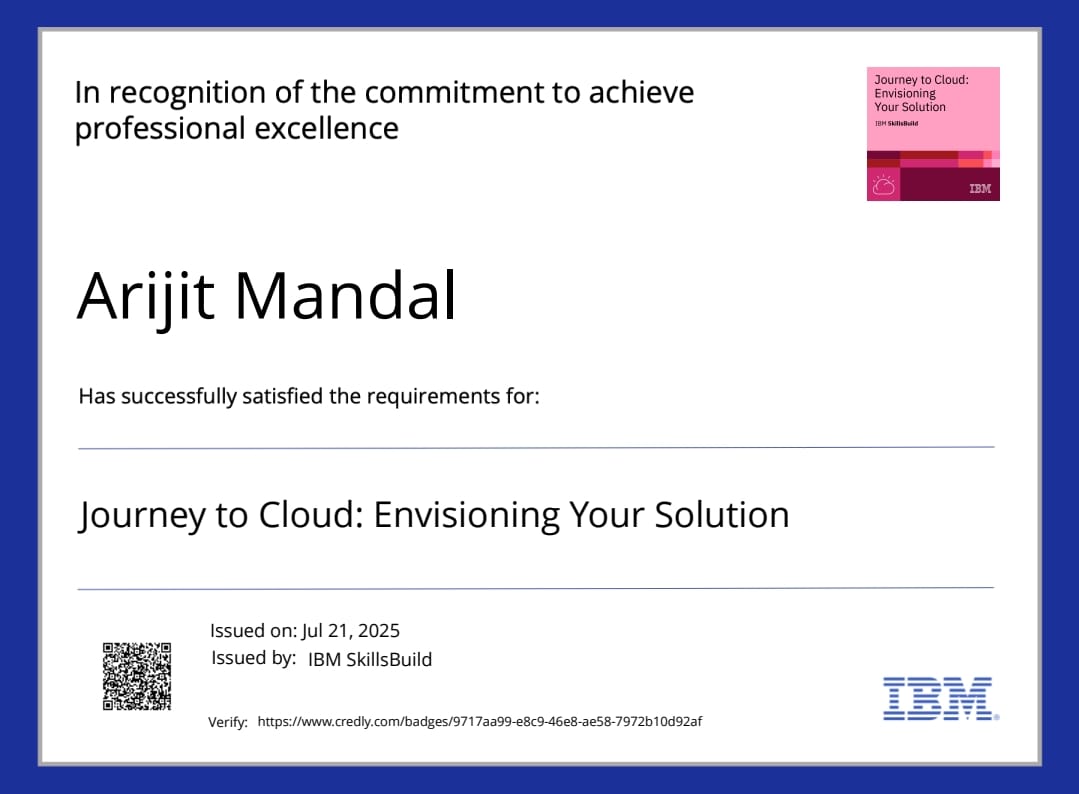 In recognition of the commitment to achieve
professional excellence
Journey to Cloud:
Envisioning
Your Solution
IBM SkillsBuild
IBM
Arijit Mandal
Has successfully satisfied the requirements for:
Journey to Cloud: Envisioning Your Solution
Issued on: Jul 21, 2025
Issued by: IBM SkillsBuild
Verify: https://www.credly.com/badges/9717aa99-e8c9-46e8-ae58-7972b10d92af
IBM®